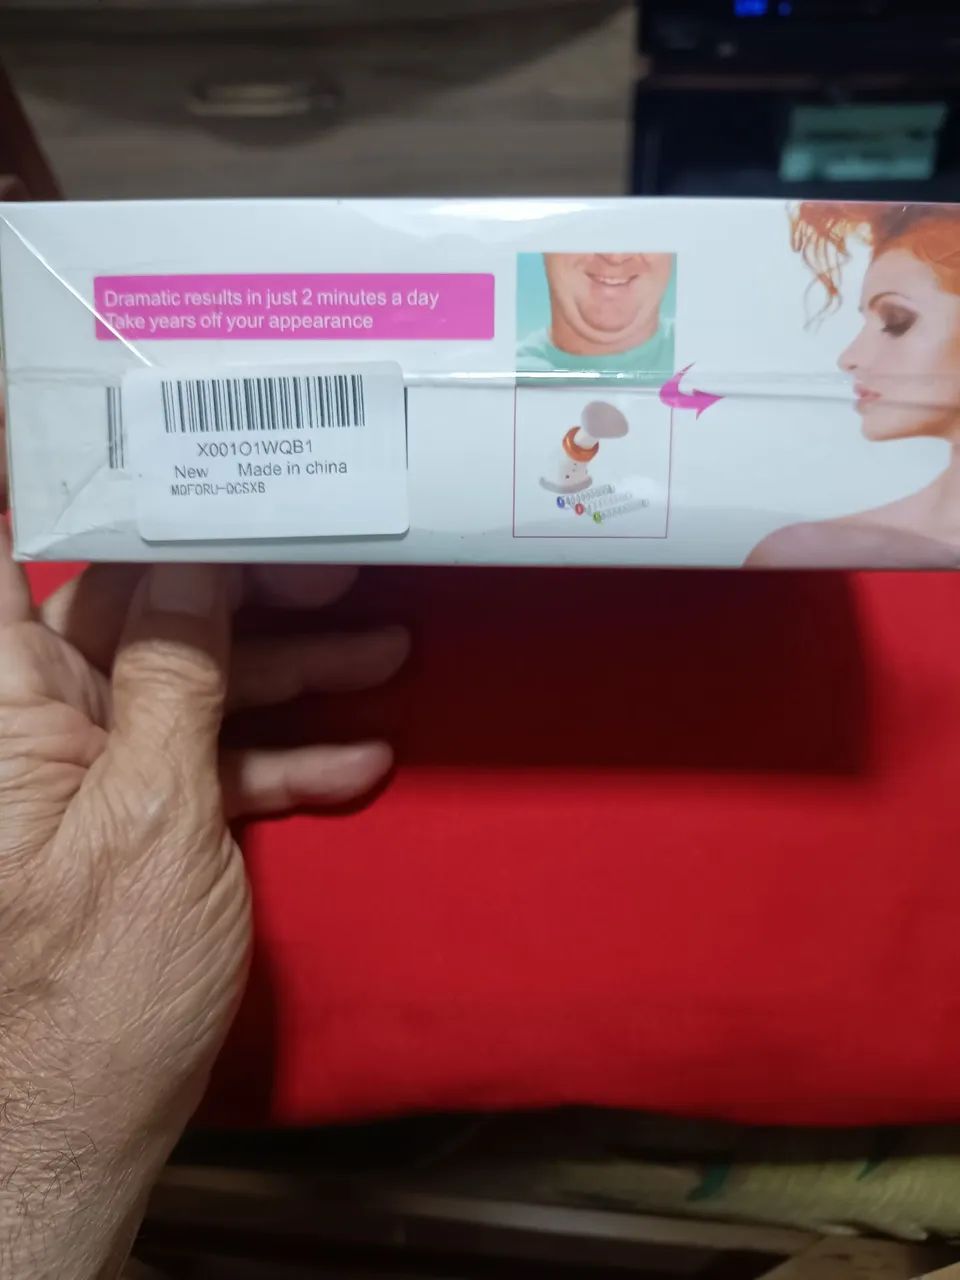 Dramatic results in just 2 minutes a day
Take years off your appearance
X001O1WQB1
New Made in china
MDFORU-DCSXB